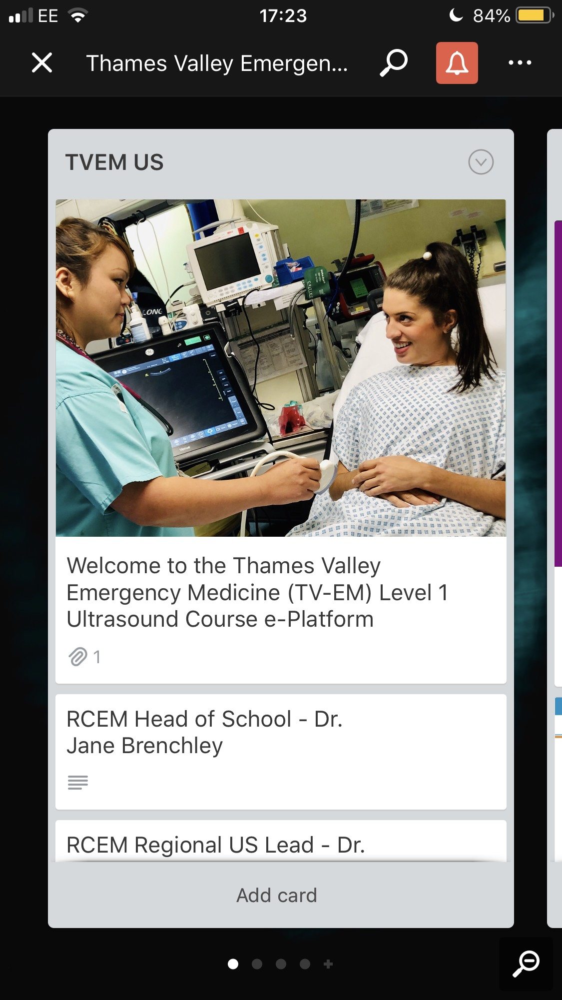 EE 17:23 84%
Thames Valley Emergen...
TVEM US
LONG
Venue
Welcome to the Thames Valley
Emergency Medicine (TV-EM) Level 1
Ultrasound Course e-Platform
1
RCEM Head of School - Dr.
Jane Brenchley
RCEM Regional US Lead - Dr.
Add card